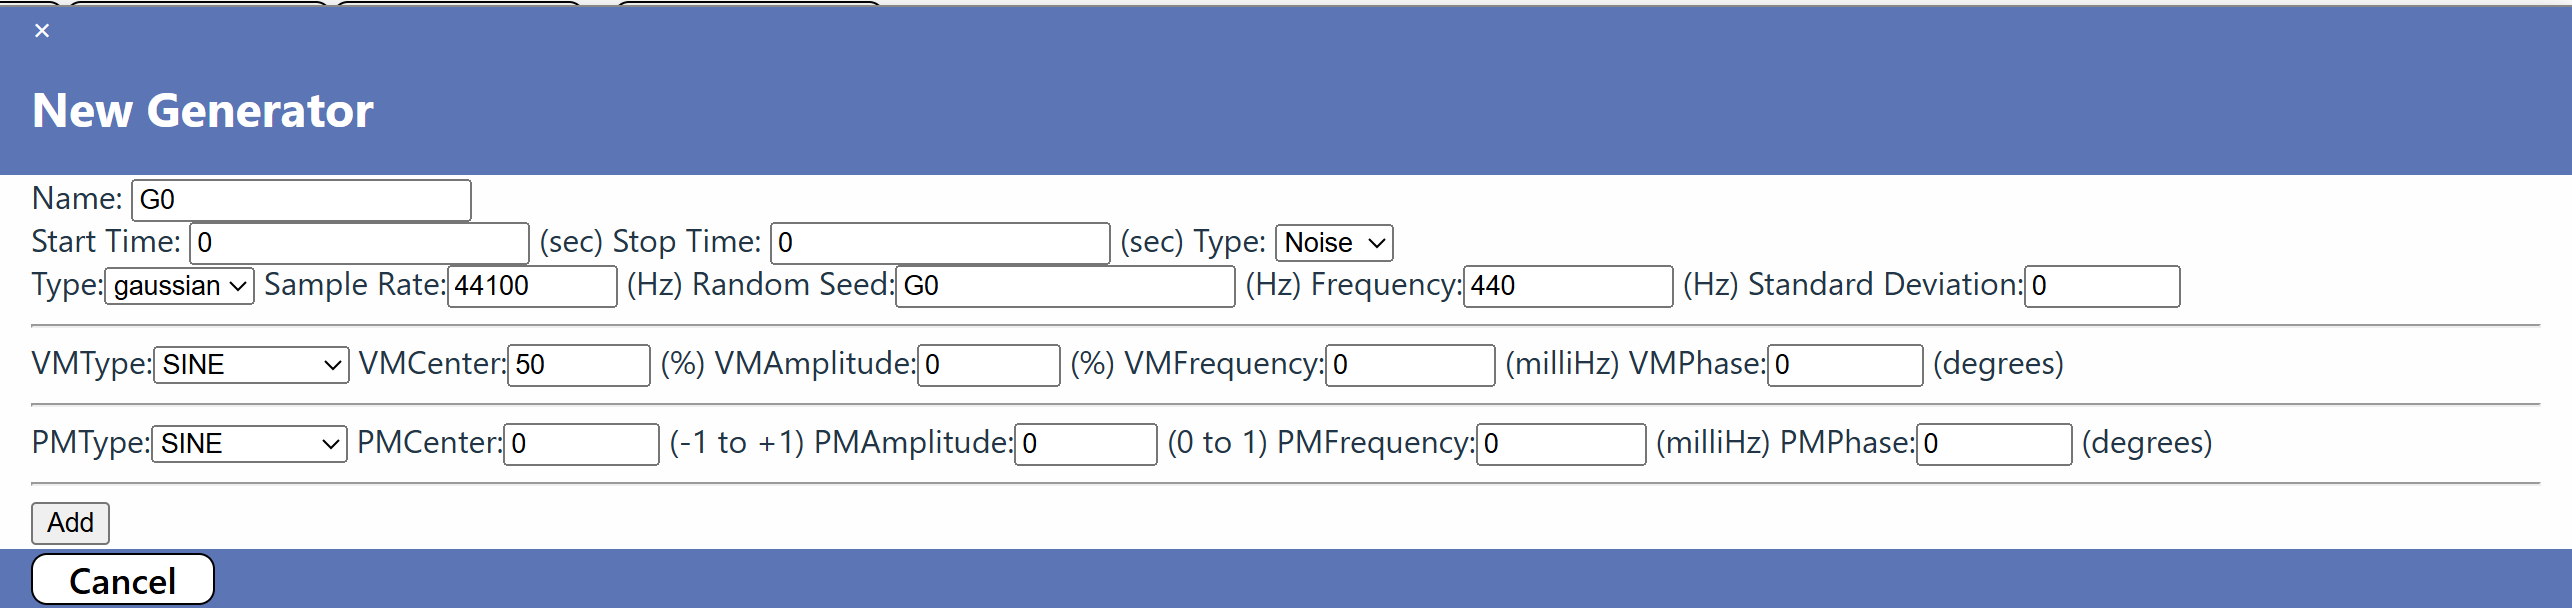 ×
New Generator
Name: G0
Start Time: 0 (sec) Stop Time: 0 (sec) Type: Noise
Type: gaussian Sample Rate: 44100 (Hz) Random Seed: G0 (Hz) Frequency: 440 (Hz) Standard Deviation: 0
VMType: SINE VMCenter: 50 (%) VMAmplitude: 0 (%) VMFrequency: 0 (milliHz) VMPhase: 0 (degrees)
PMType: SINE PMCenter: 0 (-1 to +1) PMAmplitude: 0 (0 to 1) PMFrequency: 0 (milliHz) PMPhase: 0 (degrees)
Add
Cancel